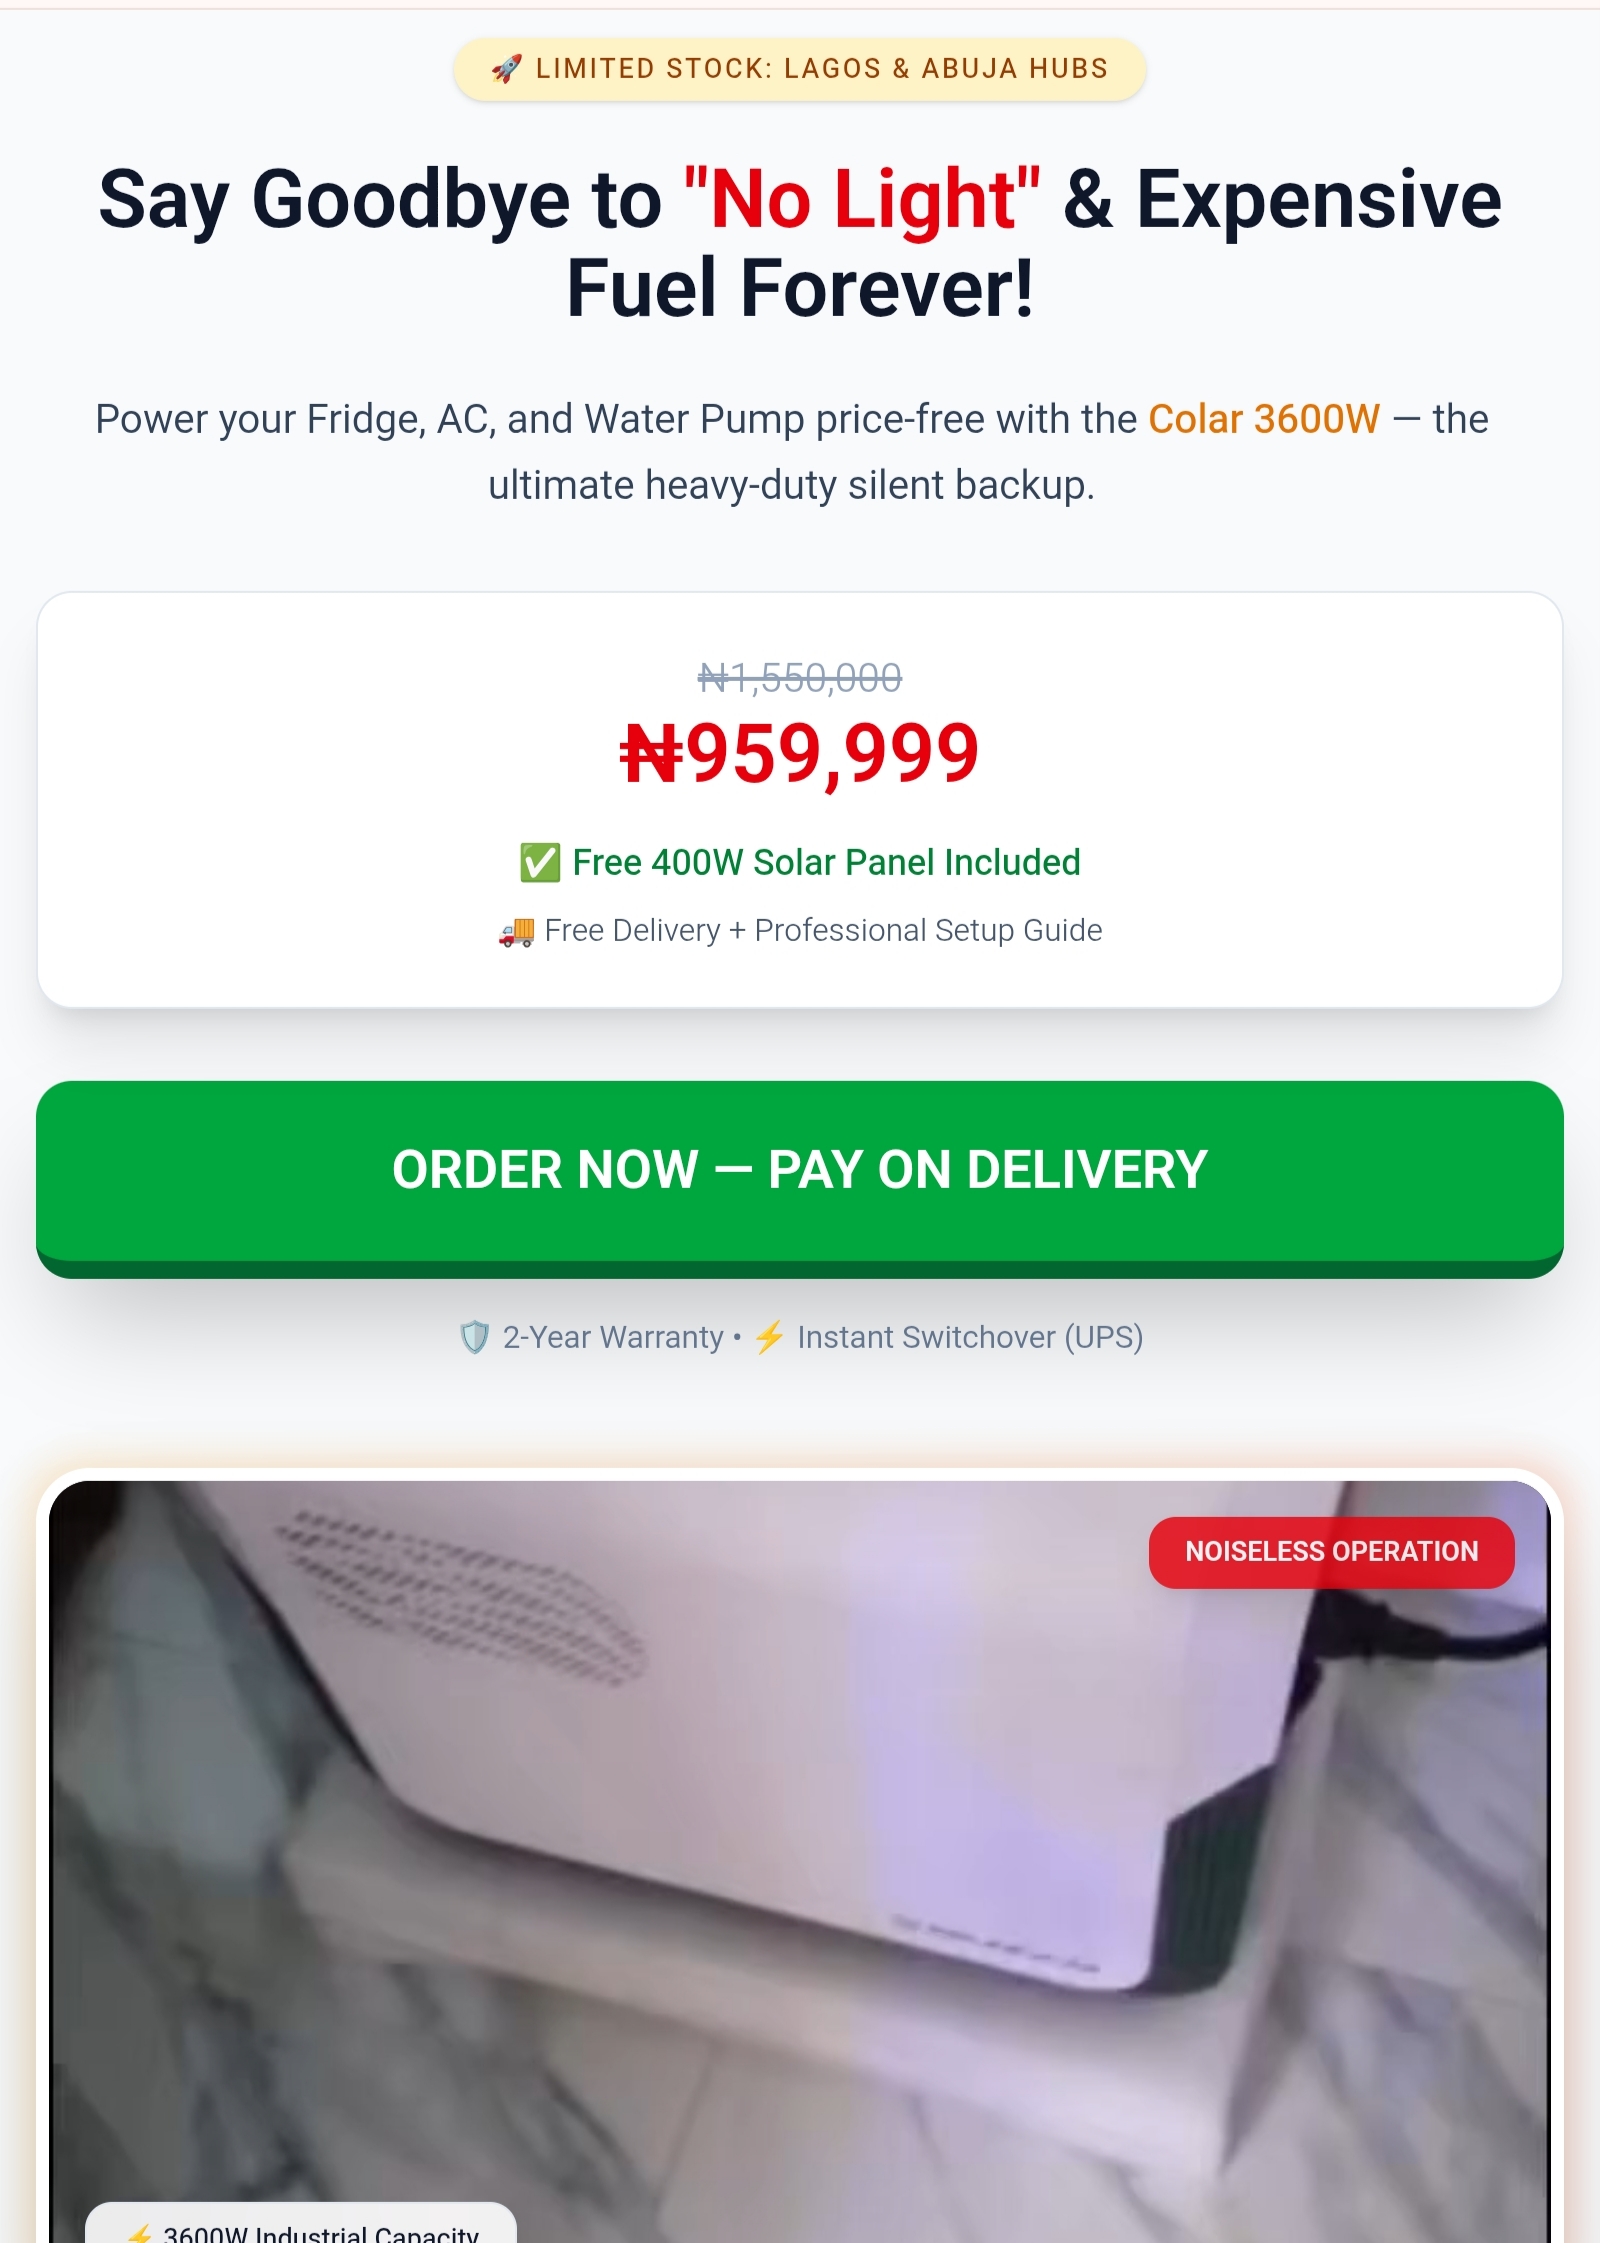 🚀 LIMITED STOCK: LAGOS & ABUJA HUBS
Say Goodbye to "No Light" & Expensive
Fuel Forever!
Power your Fridge, AC, and Water Pump price-free with the Colar 3600W — the
ultimate heavy-duty silent backup.
₦1,550,000
₦959,999
✅ Free 400W Solar Panel Included
🚚 Free Delivery + Professional Setup Guide
ORDER NOW — PAY ON DELIVERY
🛡️ 2-Year Warranty • ⚡ Instant Switchover (UPS)
NOISELESS OPERATION
⚡ 3600W Industrial Capacity